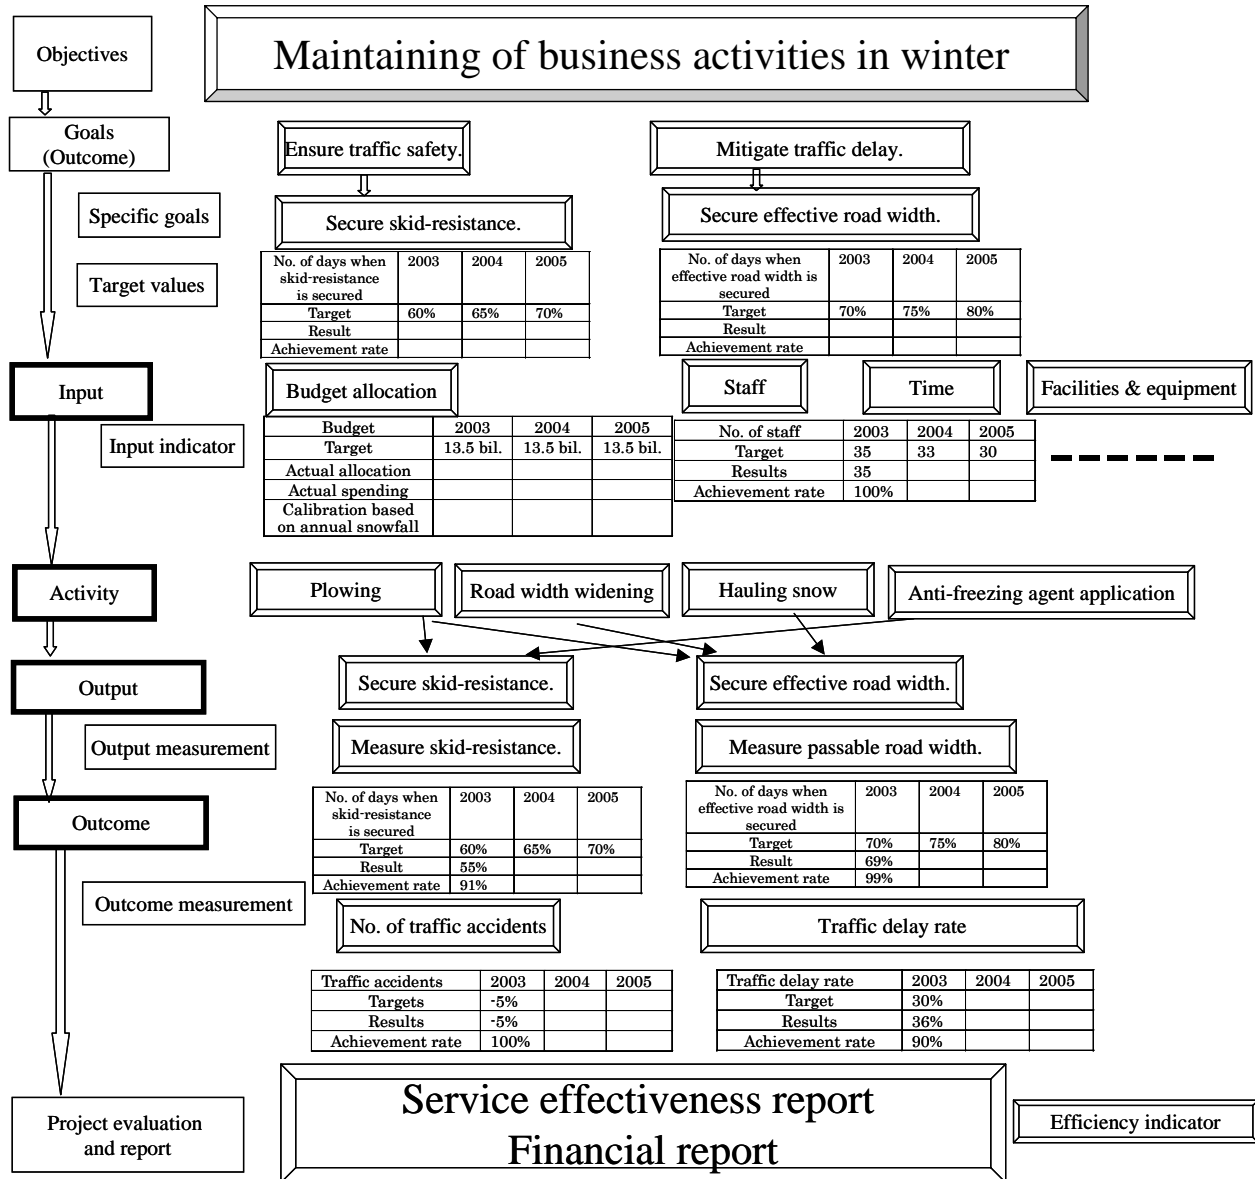 Objectives
Maintaining of business activities in winter
Goals
(Outcome)
Ensure traffic safety.
Mitigate traffic delay.
Specific goals
Secure skid-resistance.
Secure effective road width.
Target values
No. of days when 2003 2004 2005
skid-resistance
is secured
Target 60% 65% 70%
Result
Achievement rate
No. of days when 2003 2004 2005
effective road width is
secured
Target 70% 75% 80%
Result
Achievement rate
Input
Budget allocation
Staff
Time
Facilities & equipment
Input indicator
Budget 2003 2004 2005
Target 13.5 bil. 13.5 bil. 13.5 bil.
Actual allocation
Actual spending
Calibration based
on annual snowfall
No. of staff 2003 2004 2005
Target 35 33 30
Results 35
Achievement rate 100%
Activity
Plowing
Road width widening
Hauling snow
Anti-freezing agent application
Output
Secure skid-resistance.
Secure effective road width.
Output measurement
Measure skid-resistance.
Measure passable road width.
Outcome
No. of days when 2003 2004 2005
skid-resistance
is secured
Target 60% 65% 70%
Result 55%
Achievement rate 91%
No. of days when 2003 2004 2005
effective road width is
secured
Target 70% 75% 80%
Result 69%
Achievement rate 99%
Outcome measurement
No. of traffic accidents
Traffic delay rate
Traffic accidents 2003 2004 2005
Targets -5%
Results -5%
Achievement rate 100%
Traffic delay rate 2003 2004 2005
Target 30%
Results 36%
Achievement rate 90%
Project evaluation
and report
Service effectiveness report
Financial report
Efficiency indicator